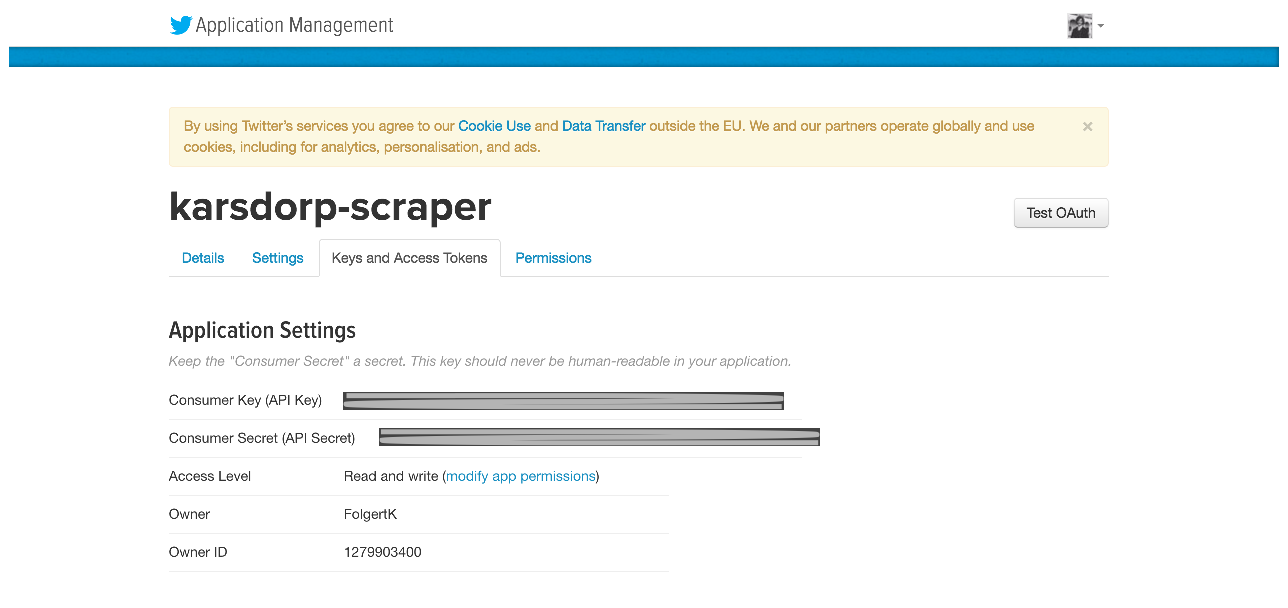 Application Management
By using Twitter's services you agree to our Cookie Use and Data Transfer outside the EU. We and our partners operate globally and use
cookies, including for analytics, personalisation, and ads.
×
karsdorp-scraper
Test OAuth
Details Settings Keys and Access Tokens Permissions
Application Settings
Keep the "Consumer Secret" a secret. This key should never be human-readable in your application.
Consumer Key (API Key)
Consumer Secret (API Secret)
Access Level Read and write (modify app permissions)
Owner FolgertK
Owner ID 1279903400